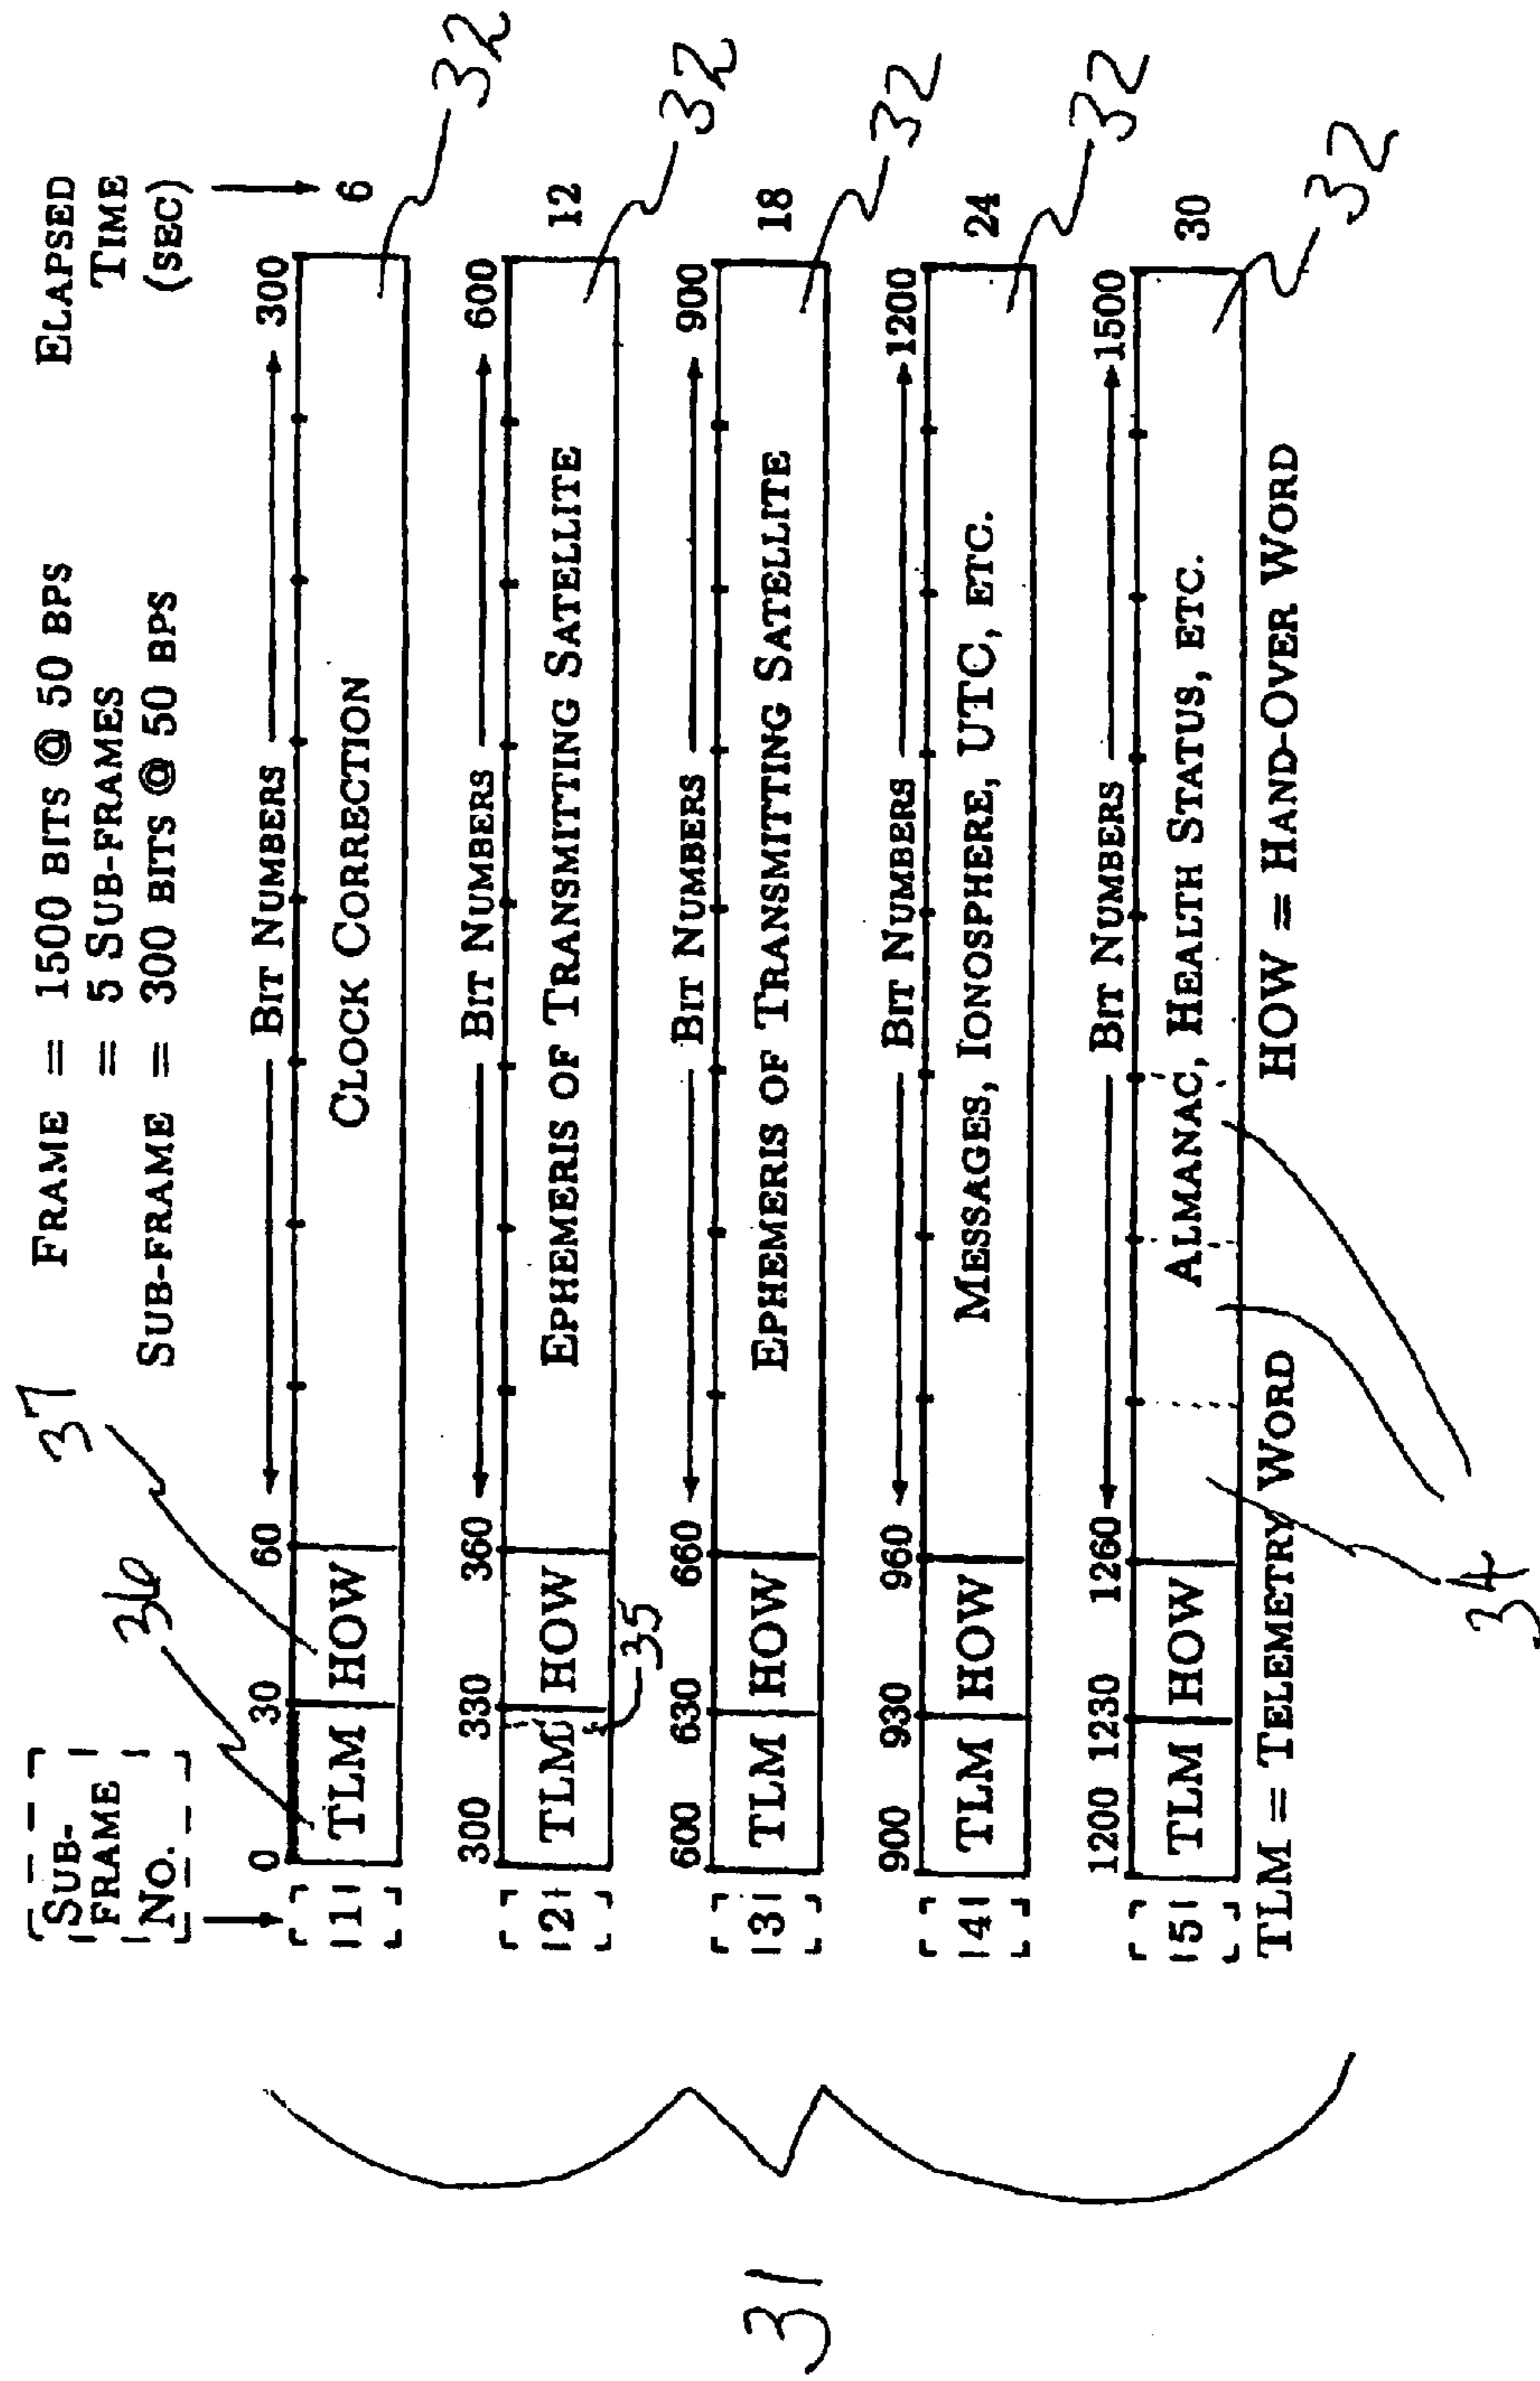 FRAME = 1500 BITS @ 50 BPS
= 5 SUB-FRAMES
SUB-FRAME = 300 BITS @ 50 BPS
SUB-
FRAME
NO.
ELAPSED
TIME
(SEC)
36
37
0 30 60 BIT NUMBERS 300
1 TLM HOW CLOCK CORRECTION 6
32
300 330 360 BIT NUMBERS 600
2 TLM HOW EPHEMERIS OF TRANSMITTING SATELLITE 12
35
32
600 630 660 BIT NUMBERS 900
3 TLM HOW EPHEMERIS OF TRANSMITTING SATELLITE 18
32
900 930 960 BIT NUMBERS 1200
4 TLM HOW MESSAGES, IONOSPHERE, UTC, ETC. 24
32
1200 1230 1260 BIT NUMBERS 1500
5 TLM HOW ALMANAC, HEALTH STATUS, ETC. 30
32
TLM = TELEMETRY WORD HOW = HAND-OVER WORD
34
31